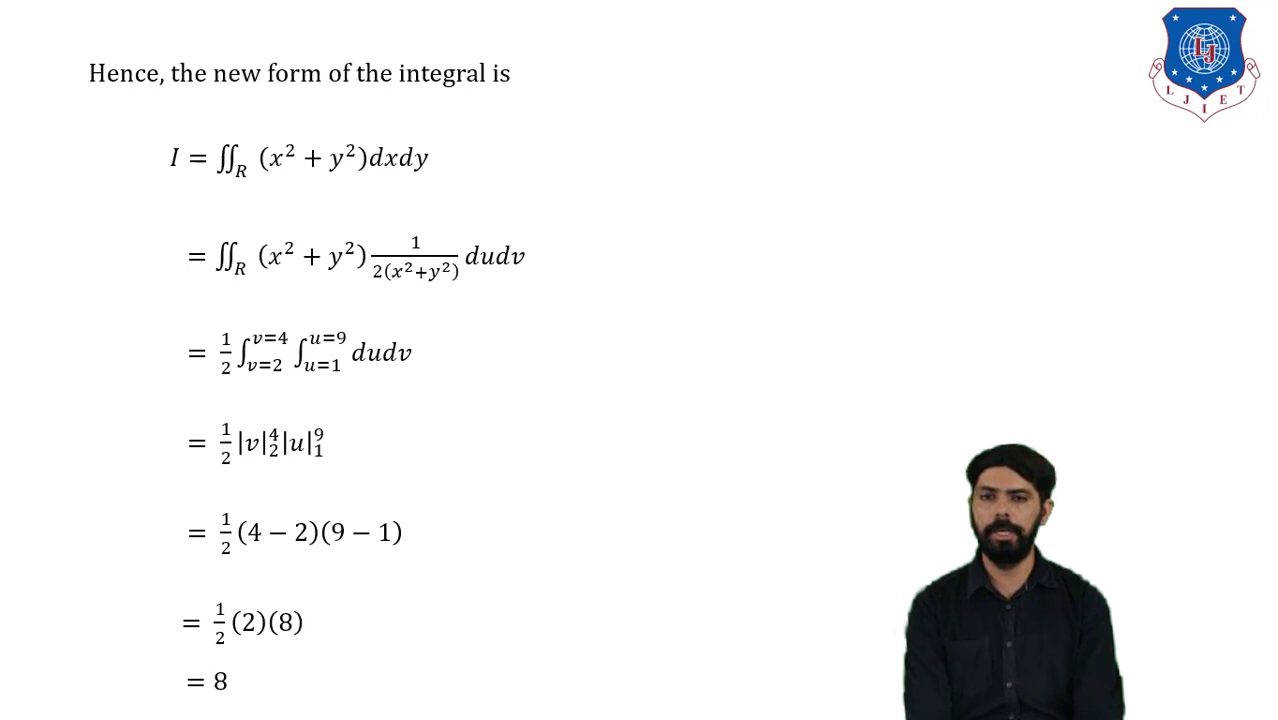 Hence, the new form of the integral is
I = ∬_R (x² + y²)dxdy
= ∬_R (x² + y²) 1/(2(x²+y²)) dudv
= 1/2 ∫_{v=2}^{v=4} ∫_{u=1}^{u=9} dudv
= 1/2 |v|_2^4 |u|_1^9
= 1/2 (4 − 2)(9 − 1)
= 1/2 (2)(8)
= 8
LJ
L J I E T